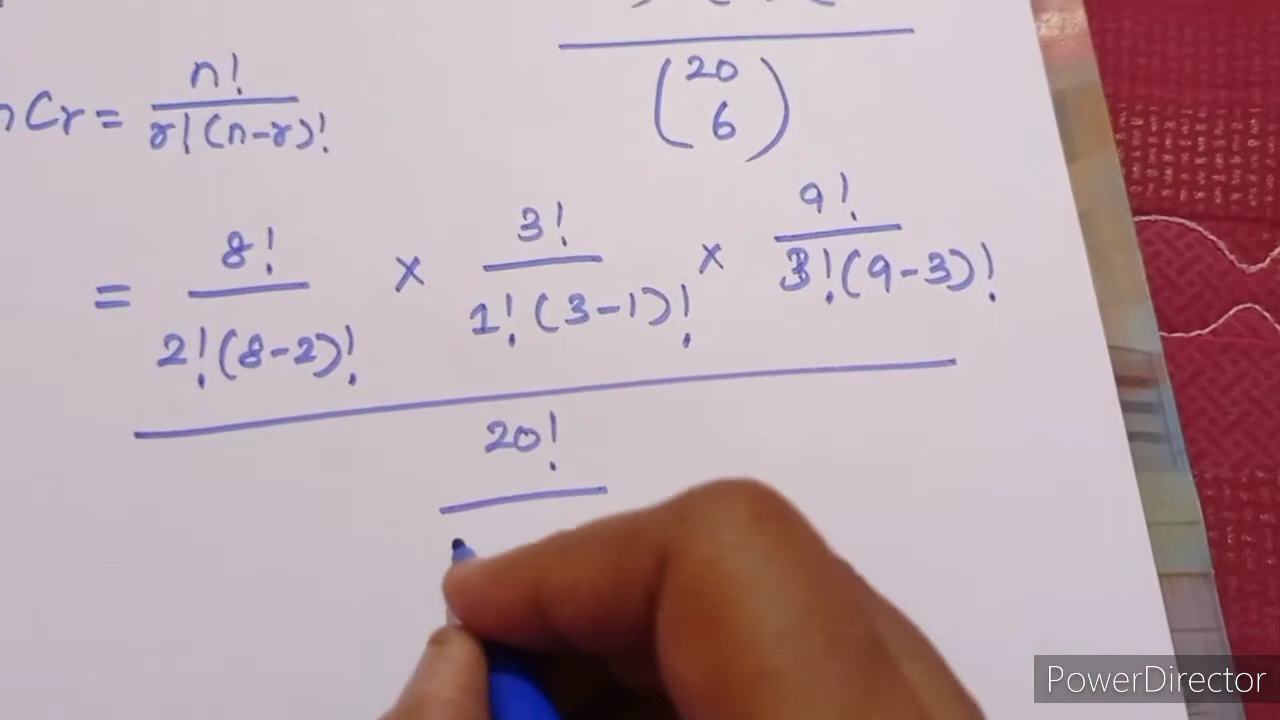 nCr = n! / r!(n-r)!
(20 6)
= 8! / 2!(8-2)! × 3! / 1!(3-1)! × 9! / 3!(9-3)!
20!
PowerDirector